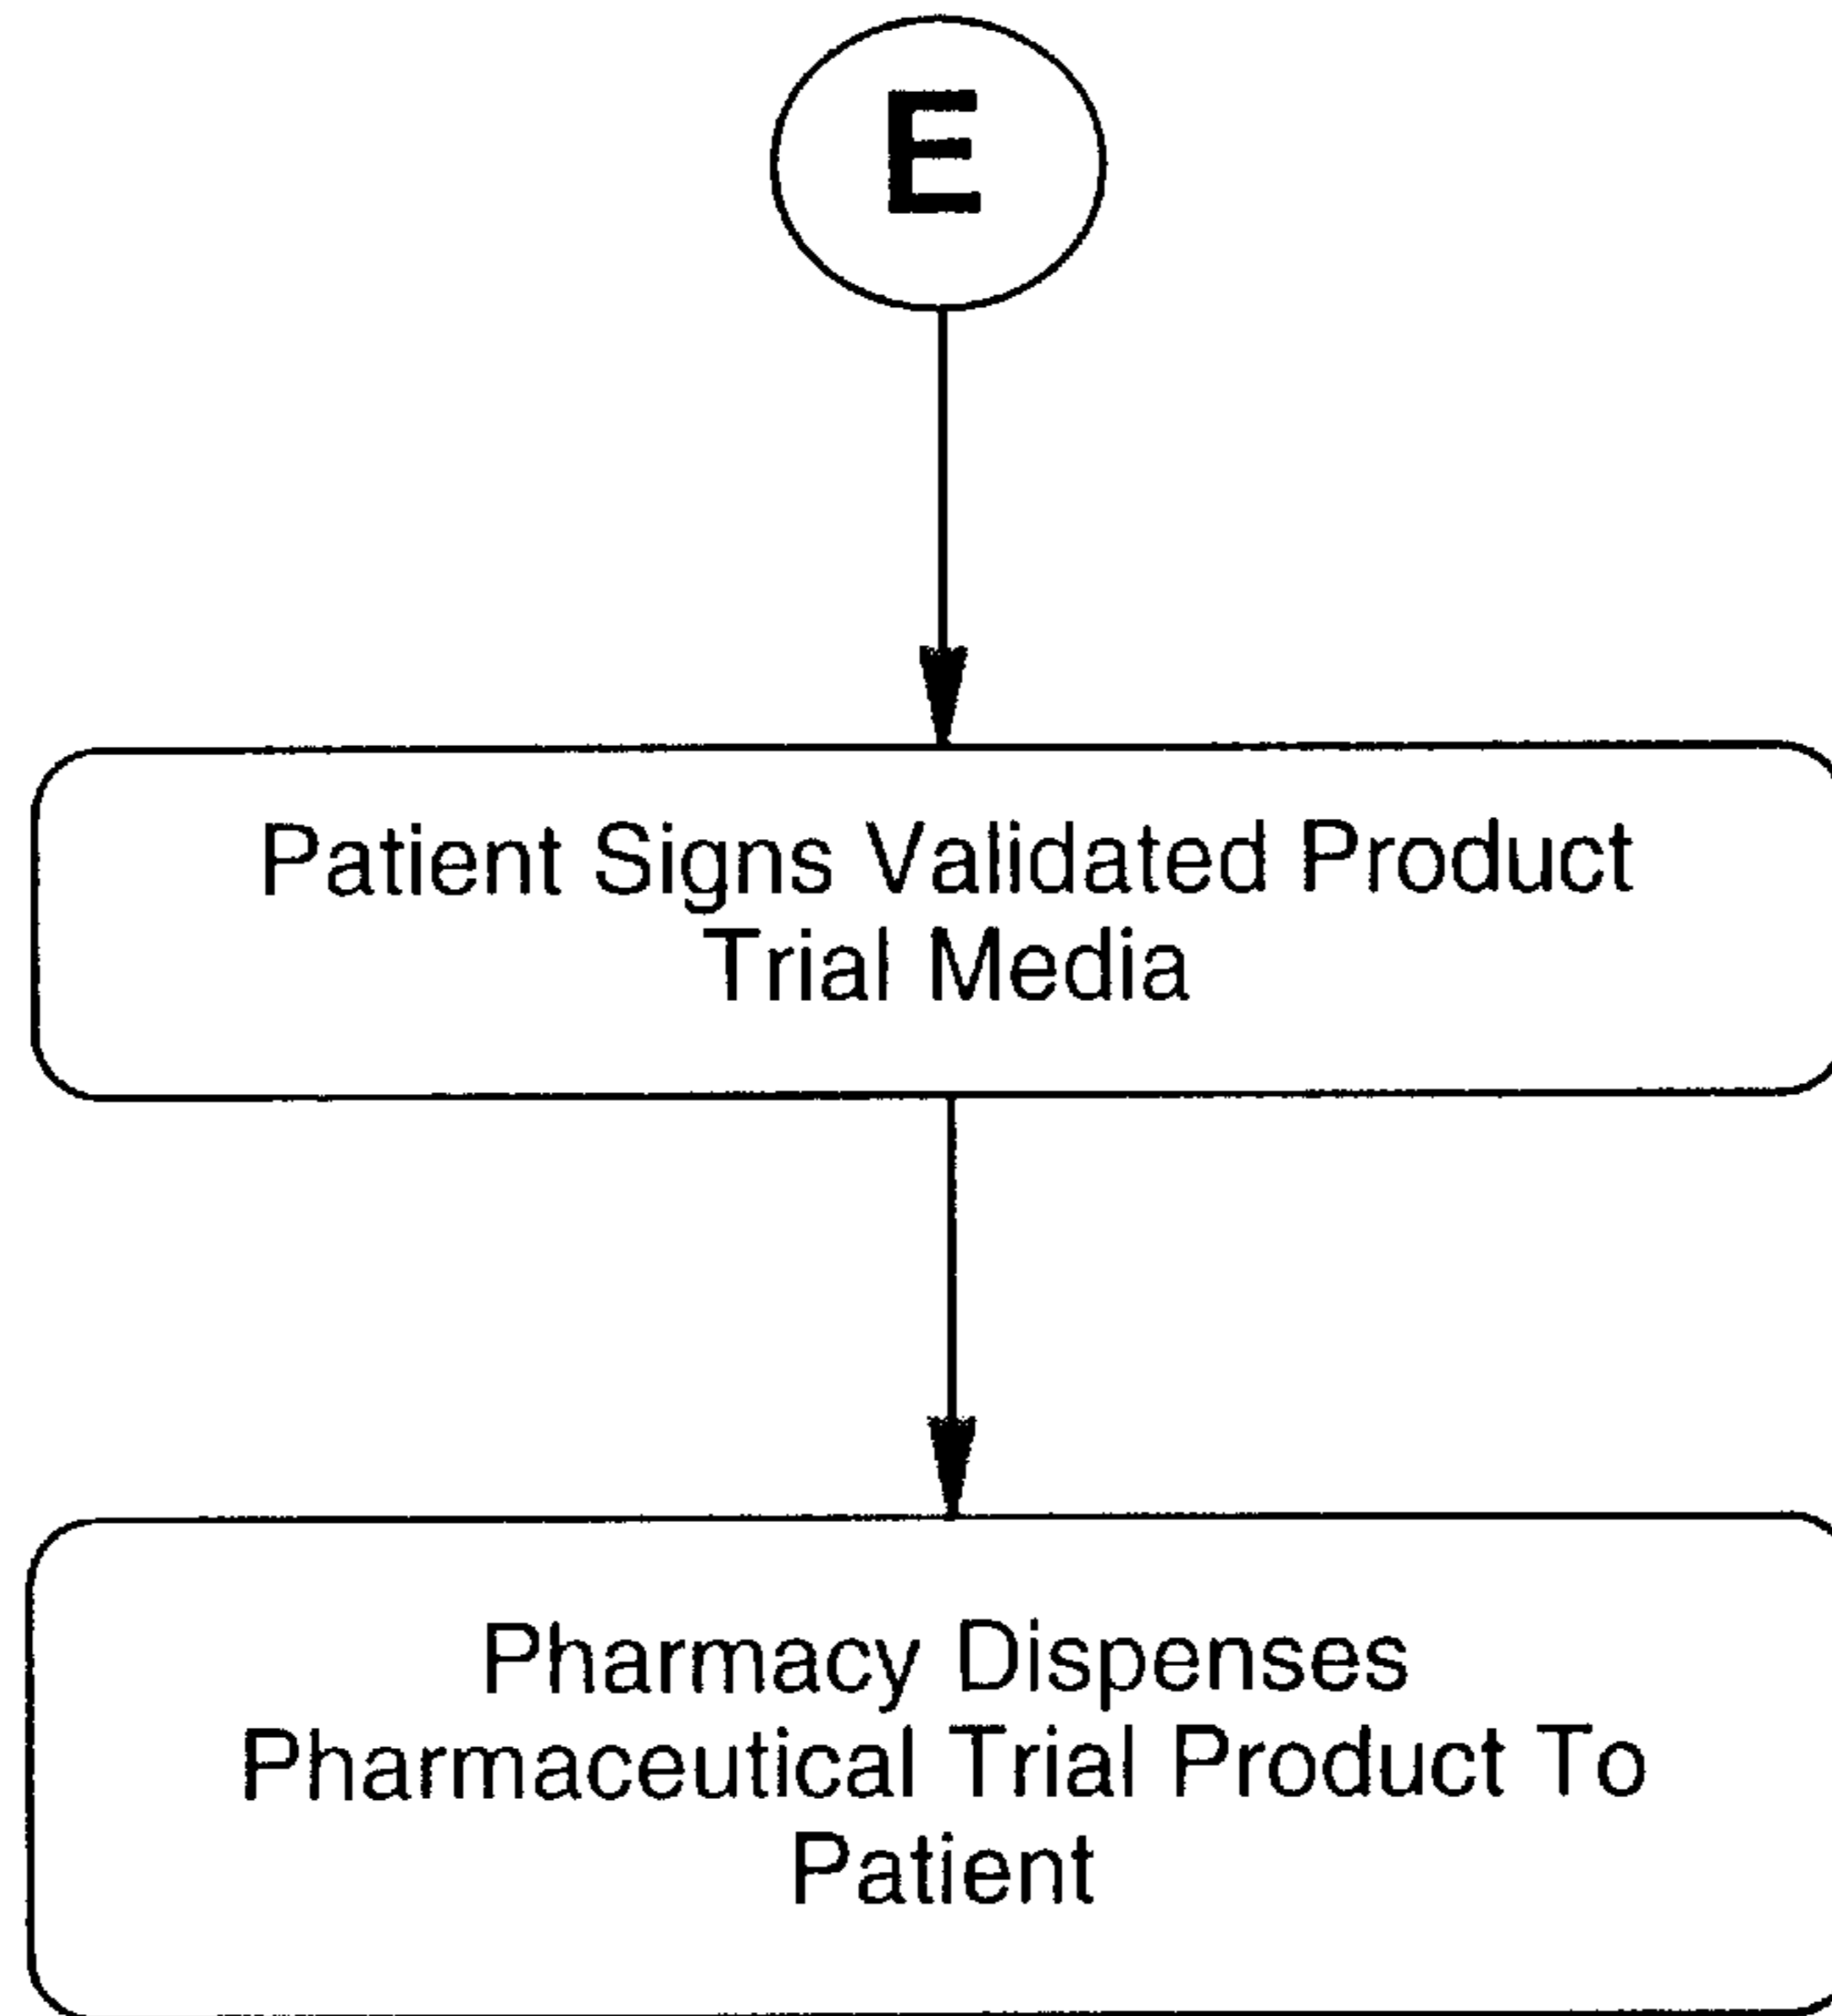 E
Patient Signs Validated Product
Trial Media
Pharmacy Dispenses
Pharmaceutical Trial Product To
Patient